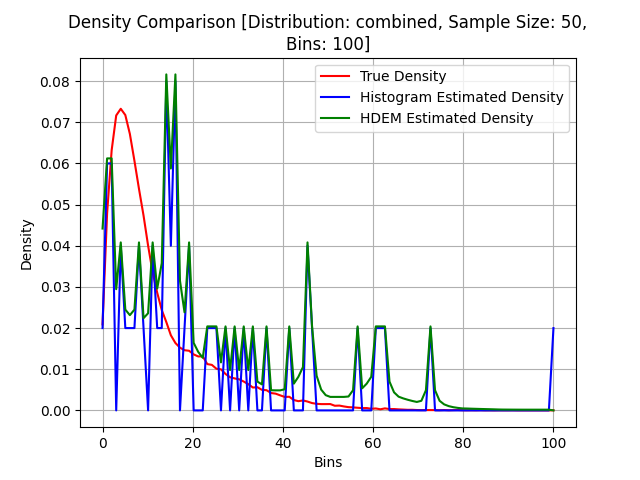 Density Comparison [Distribution: combined, Sample Size: 50,
Bins: 100]
True Density
Histogram Estimated Density
HDEM Estimated Density
Density
0.08
0.07
0.06
0.05
0.04
0.03
0.02
0.01
0.00
0 20 40 60 80 100
Bins